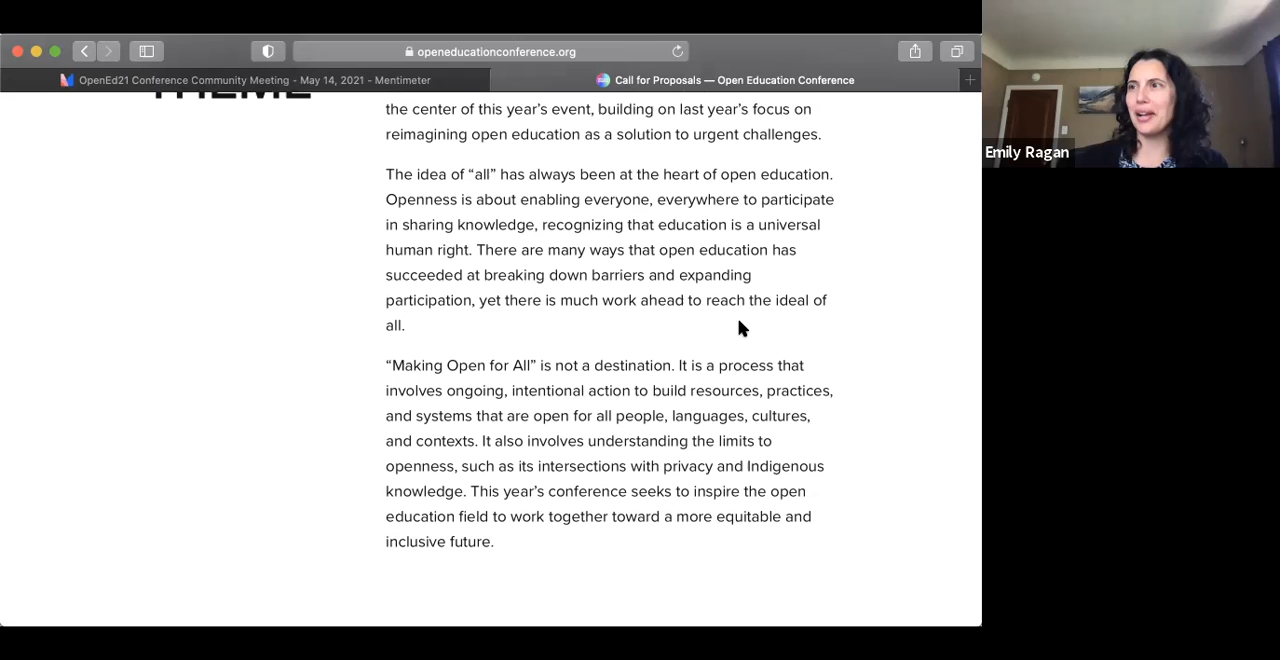 openeducationconference.org
OpenEd21 Conference Community Meeting - May 14, 2021 - Mentimeter
Call for Proposals — Open Education Conference
THEME
the center of this year’s event, building on last year’s focus on
reimagining open education as a solution to urgent challenges.
The idea of “all” has always been at the heart of open education.
Openness is about enabling everyone, everywhere to participate
in sharing knowledge, recognizing that education is a universal
human right. There are many ways that open education has
succeeded at breaking down barriers and expanding
participation, yet there is much work ahead to reach the ideal of
all.
“Making Open for All” is not a destination. It is a process that
involves ongoing, intentional action to build resources, practices,
and systems that are open for all people, languages, cultures,
and contexts. It also involves understanding the limits to
openness, such as its intersections with privacy and Indigenous
knowledge. This year’s conference seeks to inspire the open
education field to work together toward a more equitable and
inclusive future.
Emily Ragan